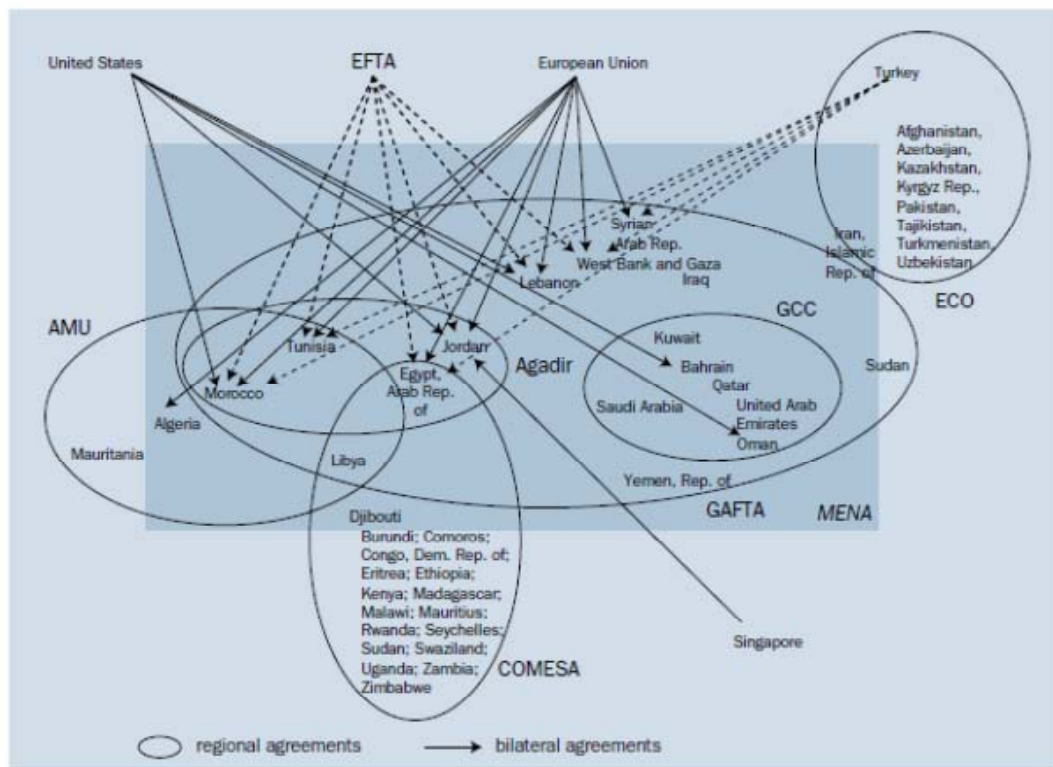 United States
EFTA
European Union
Turkey
Afghanistan,
Azerbaijan,
Kazakhstan,
Kyrgyz Rep.,
Pakistan,
Tajikistan,
Turkmenistan,
Uzbekistan
Iran,
Islamic
Rep. of
ECO
Syrian
Arab Rep.
West Bank and Gaza
Iraq
Lebanon
GCC
AMU
Tunisia
Jordan
Agadir
Kuwait
Bahrain
Qatar
Sudan
Morocco
Egypt,
Arab Rep.
of
Saudi Arabia
United Arab
Emirates
Oman
Algeria
Mauritania
Libya
Yemen, Rep. of
GAFTA
MENA
Djibouti
Burundi; Comoros;
Congo, Dem. Rep. of;
Eritrea; Ethiopia;
Kenya; Madagascar;
Malawi; Mauritius;
Rwanda; Seychelles;
Sudan; Swaziland;
Uganda; Zambia;
Zimbabwe
COMESA
Singapore
regional agreements
bilateral agreements